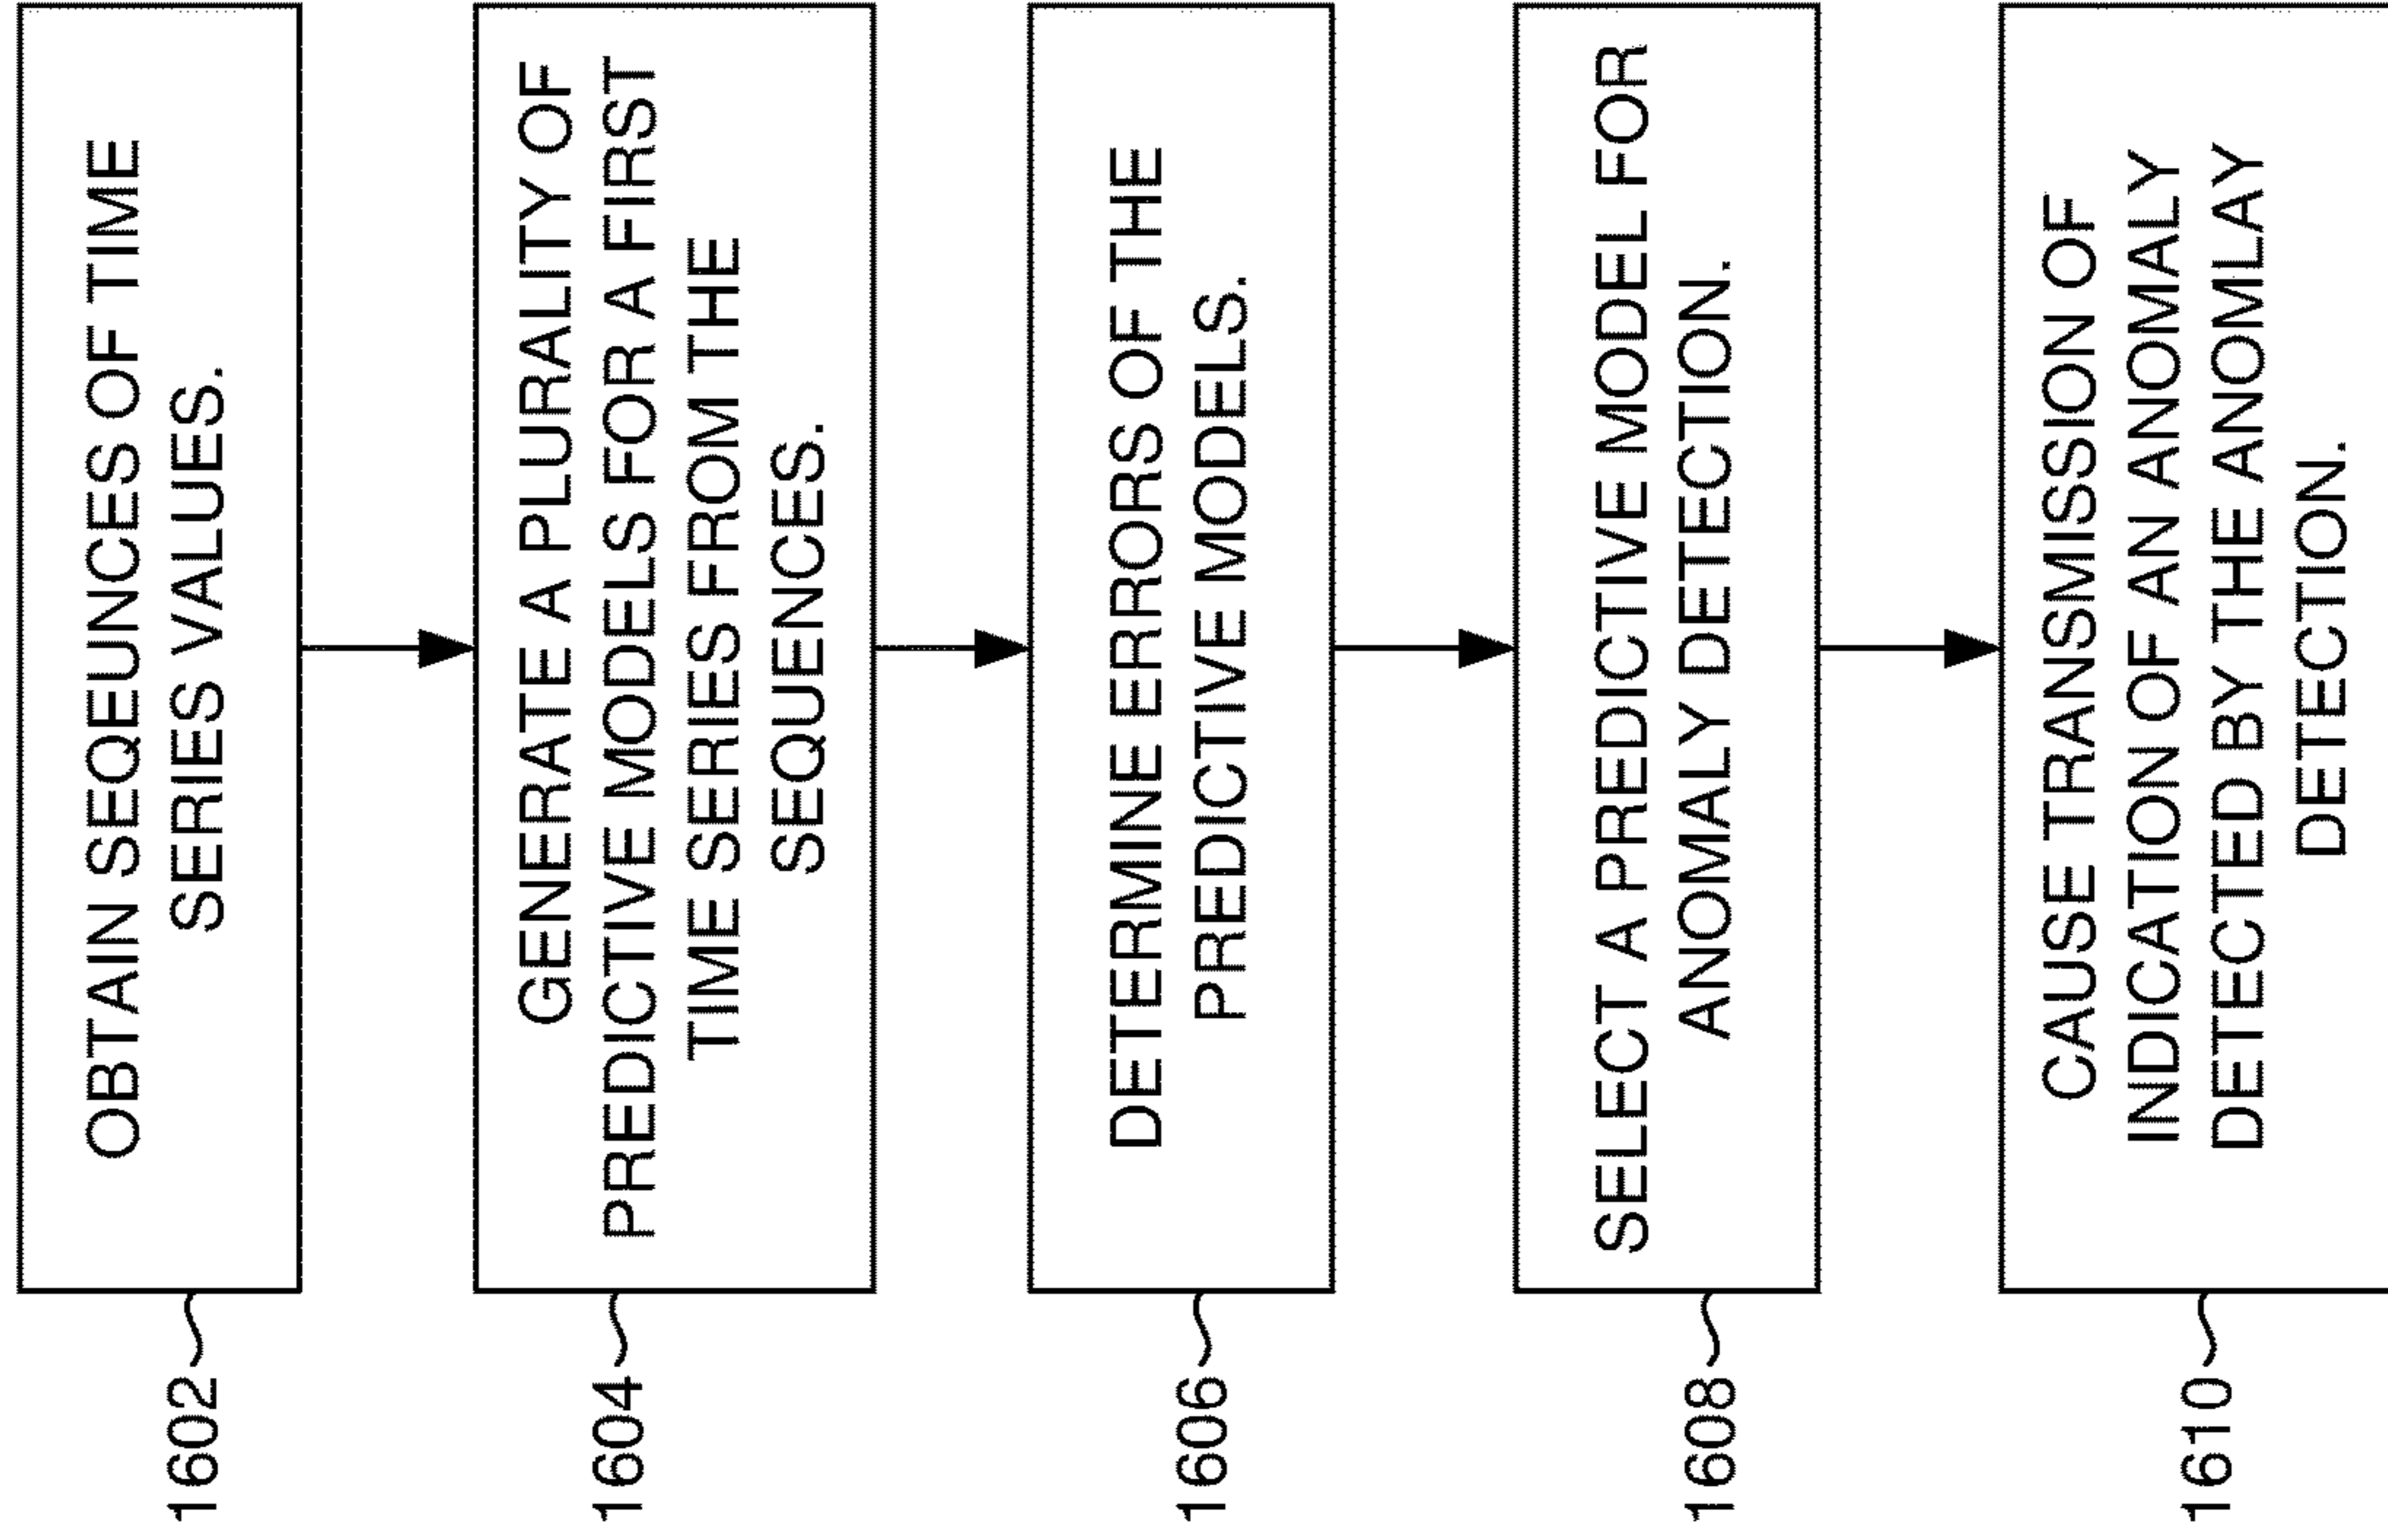 OBTAIN SEQEUNCES OF TIME
SERIES VALUES.
1602
GENERATE A PLURALITY OF
PREDICTIVE MODELS FOR A FIRST
TIME SERIES FROM THE
SEQUENCES.
1604
DETERMINE ERRORS OF THE
PREDICTIVE MODELS.
1606
SELECT A PREDICTIVE MODEL FOR
ANOMALY DETECTION.
1608
CAUSE TRANSMISSION OF
INDICATION OF AN ANOMALY
DETECTED BY THE ANOMLAY
DETECTION.
1610